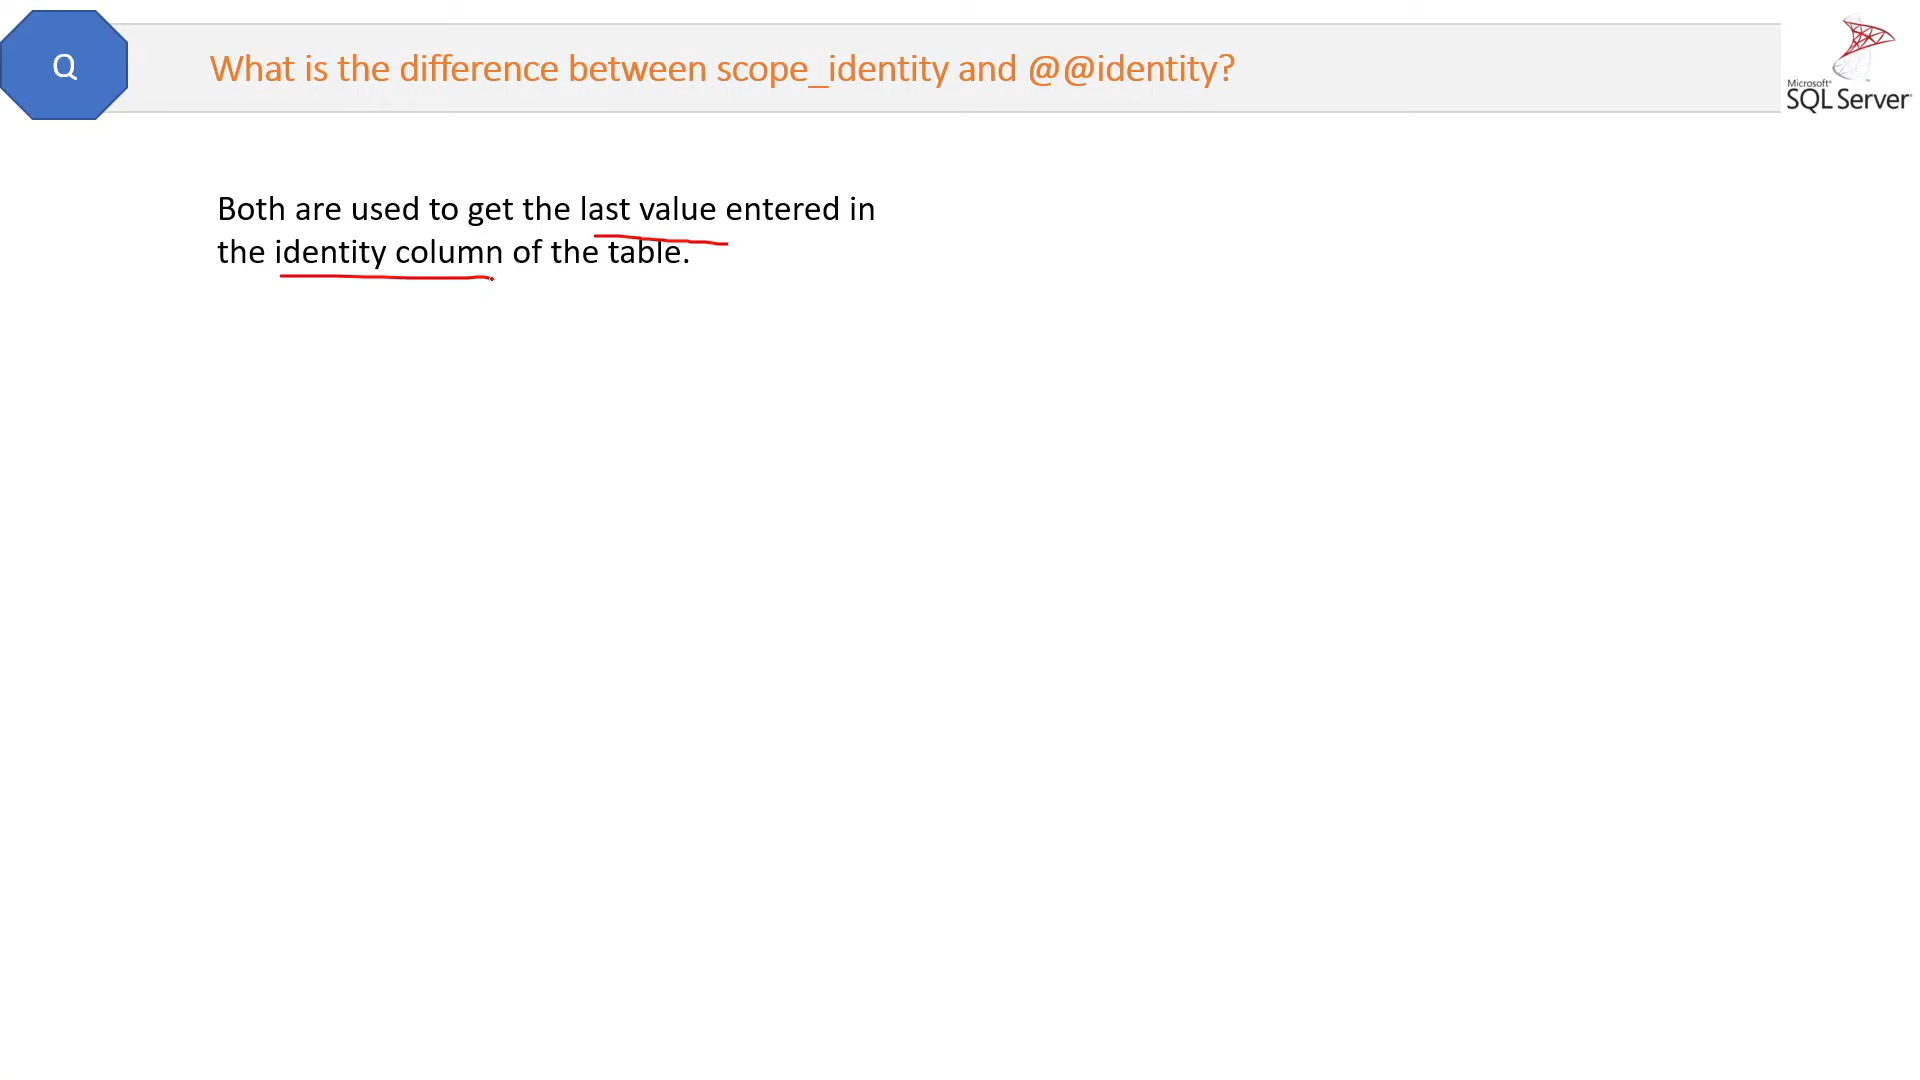 Q
What is the difference between scope_identity and @@identity?
Microsoft®
SQL Server
Both are used to get the last value entered in
the identity column of the table.